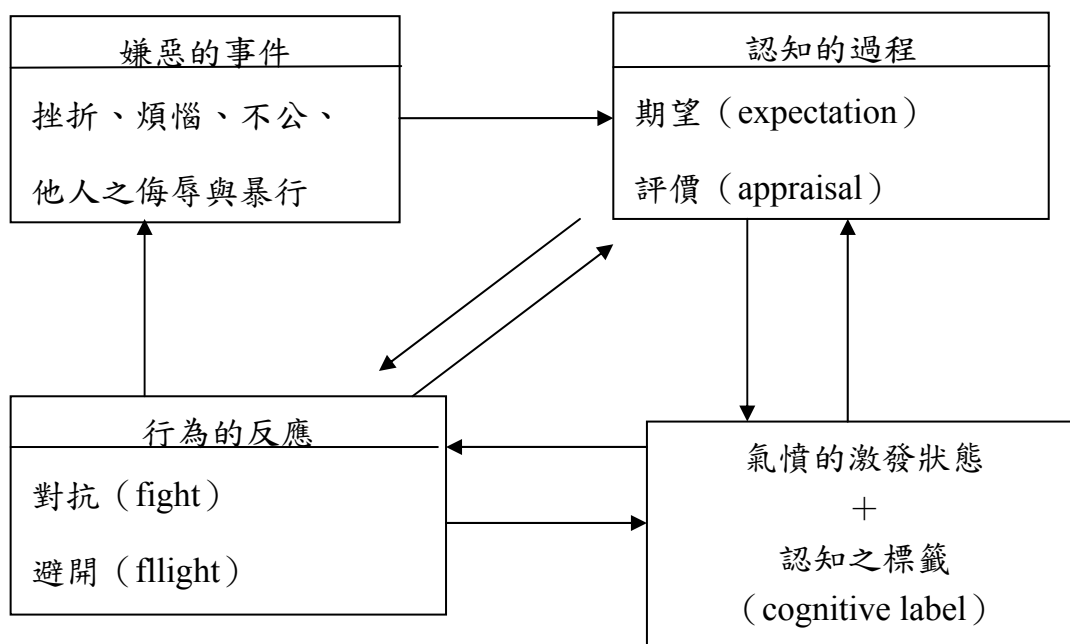 嫌惡的事件
挫折、煩惱、不公、
他人之侮辱與暴行
認知的過程
期望（expectation）
評價（appraisal）
行為的反應
對抗（fight）
避開（fllight）
氣憤的激發狀態
＋
認知之標籤
（cognitive label）